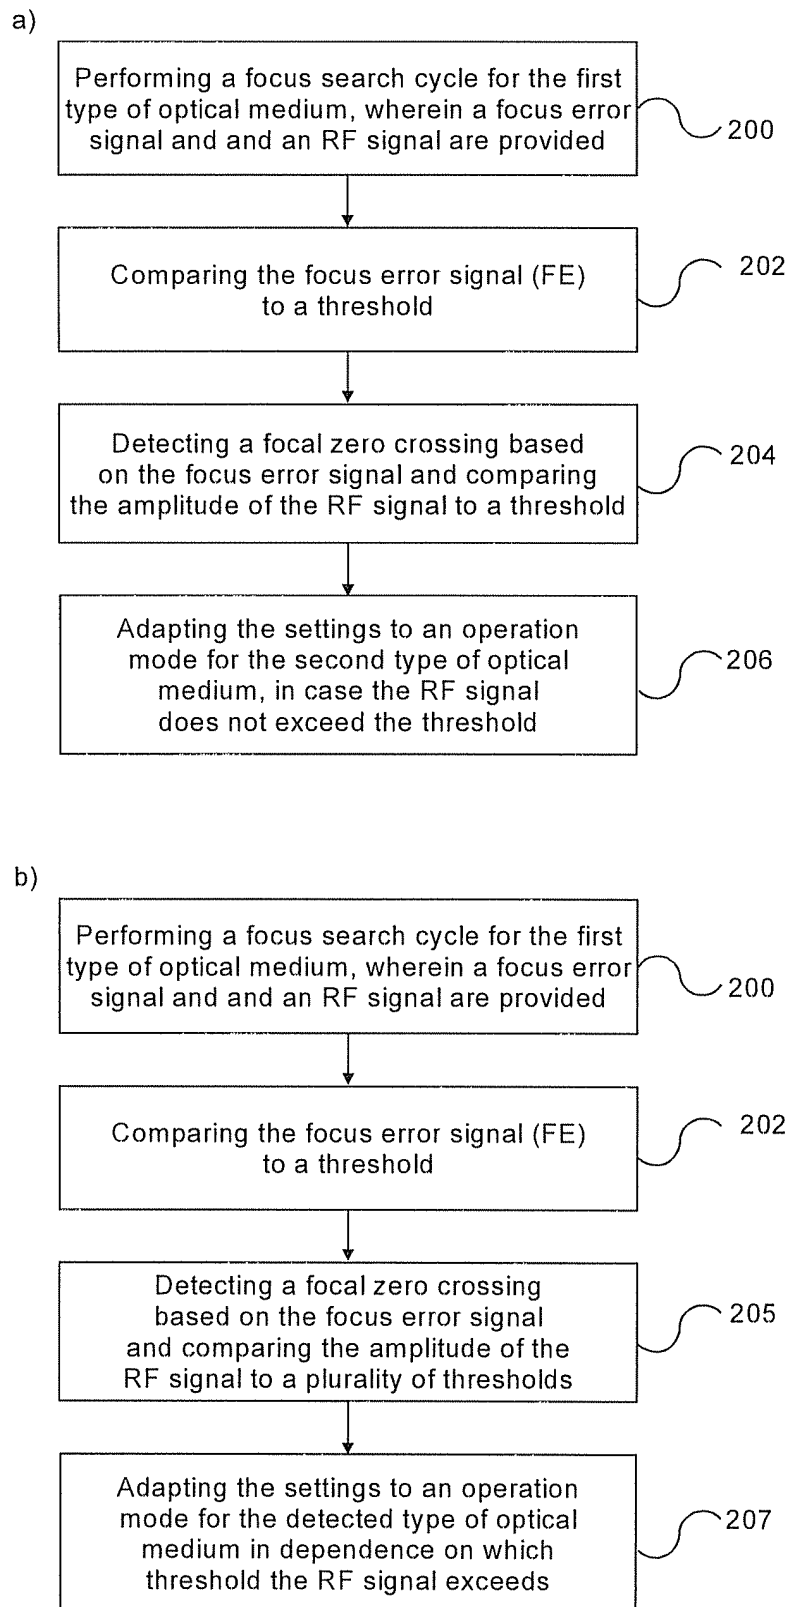 a)
Performing a focus search cycle for the first
type of optical medium, wherein a focus error
signal and and an RF signal are provided
200
Comparing the focus error signal (FE)
to a threshold
202
Detecting a focal zero crossing based
on the focus error signal and comparing
the amplitude of the RF signal to a threshold
204
Adapting the settings to an operation
mode for the second type of optical
medium, in case the RF signal
does not exceed the threshold
206
b)
Performing a focus search cycle for the first
type of optical medium, wherein a focus error
signal and and an RF signal are provided
200
Comparing the focus error signal (FE)
to a threshold
202
Detecting a focal zero crossing
based on the focus error signal
and comparing the amplitude of the
RF signal to a plurality of thresholds
205
Adapting the settings to an operation
mode for the detected type of optical
medium in dependence on which
threshold the RF signal exceeds
207